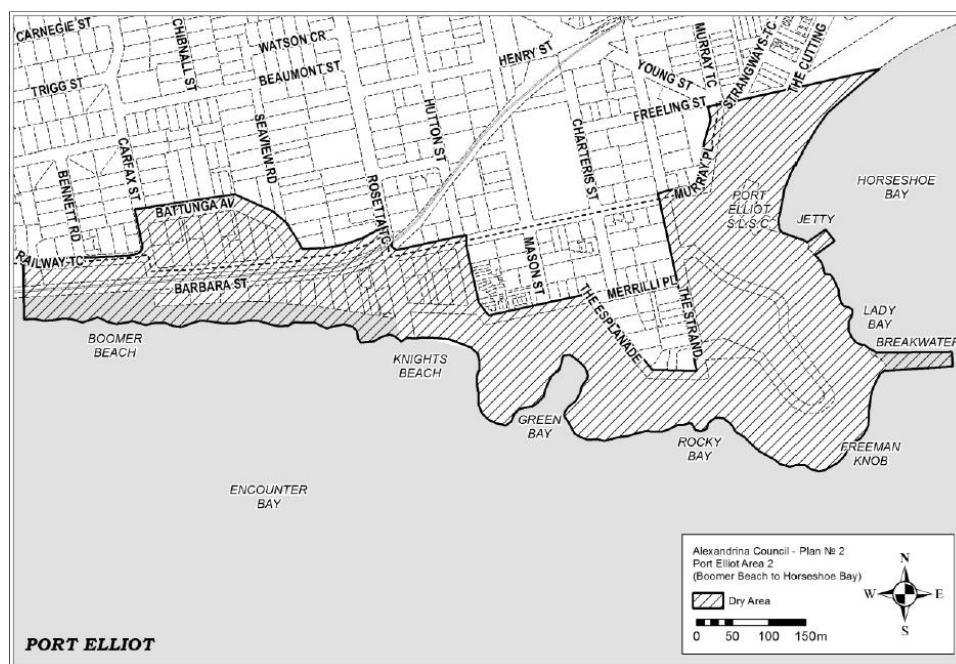 CARNEGIE ST
CHIBNALL ST
WATSON CR
HENRY ST
MURRAY TC
STRANGWAYS TC
THE CUTTING
TRIGG ST
BEAUMONT ST
YOUNG ST
FREELING ST
SEAVIEW RD
HUTTON ST
CARFAX ST
CHARTERIS ST
BENNETT RD
ROSETTA TC
MURRAY PL
HORSESHOE
BAY
BATTUNGA AV
PORT
ELLIOT
S.L.S.C
JETTY
RAILWAY TC
MASON ST
BARBARA ST
MERRILLI PL
THE STRAND
THE ESPLANADE
LADY
BAY
BREAKWATER
BOOMER
BEACH
KNIGHTS
BEACH
GREEN
BAY
ROCKY
BAY
FREEMAN
KNOB
ENCOUNTER
BAY
Alexandrina Council - Plan № 2
Port Elliot Area 2
(Boomer Beach to Horseshoe Bay)
Dry Area
0 50 100 150m
N
W E
S
PORT ELLIOT